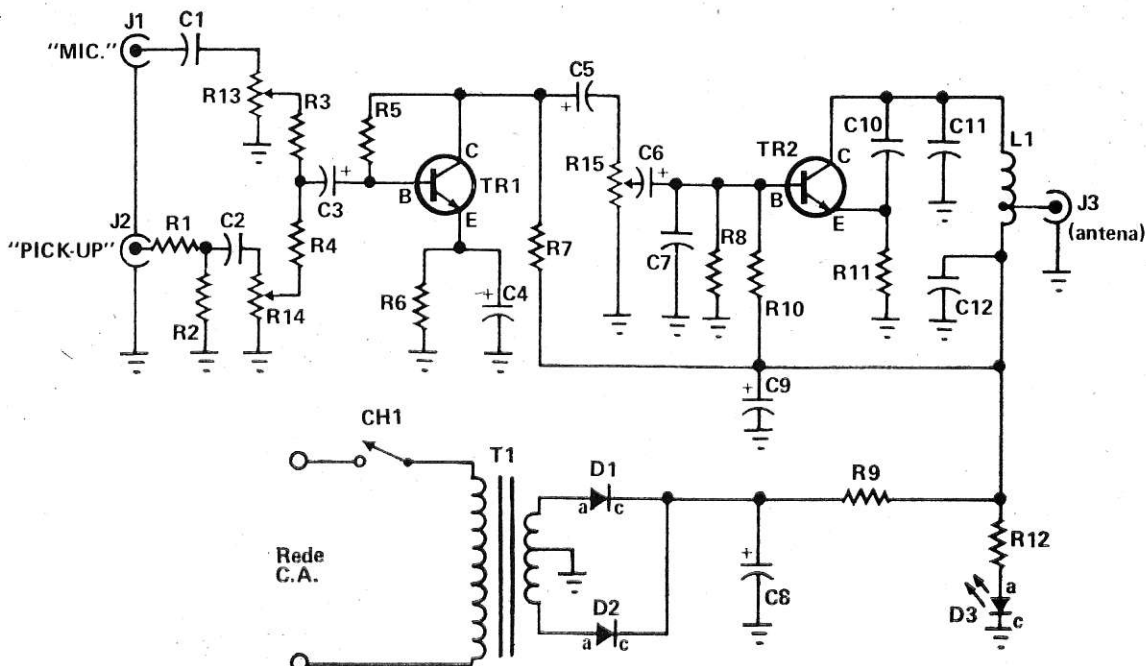 J1
C1
"MIC."
R13
R3
R5
C5
C
TR1
B
E
C3
R15
C6
TR2
C
B
E
C10
C11
L1
J3
(antena)
J2
"PICK-UP"
R1
C2
R4
R2
R14
R6
C4
R7
C7
R8
R10
R11
C12
C9
CH1
T1
D1
a
c
R9
R12
Rede
C.A.
C8
D2
a
c
D3
a
c
+
+
+
+
+
+